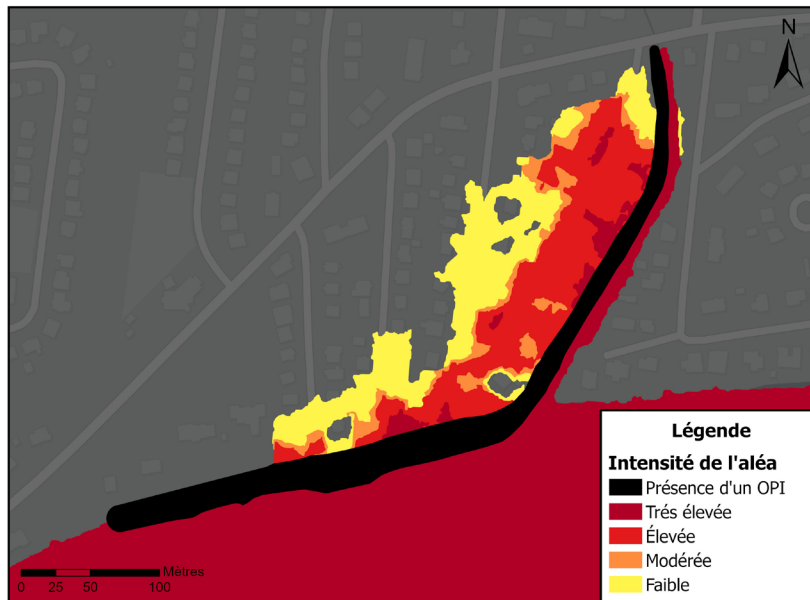 N
Légende
Intensité de l'aléa
Présence d'un OPI
Trés élevée
Élevée
Modérée
Faible
Mètres
0 25 50 100